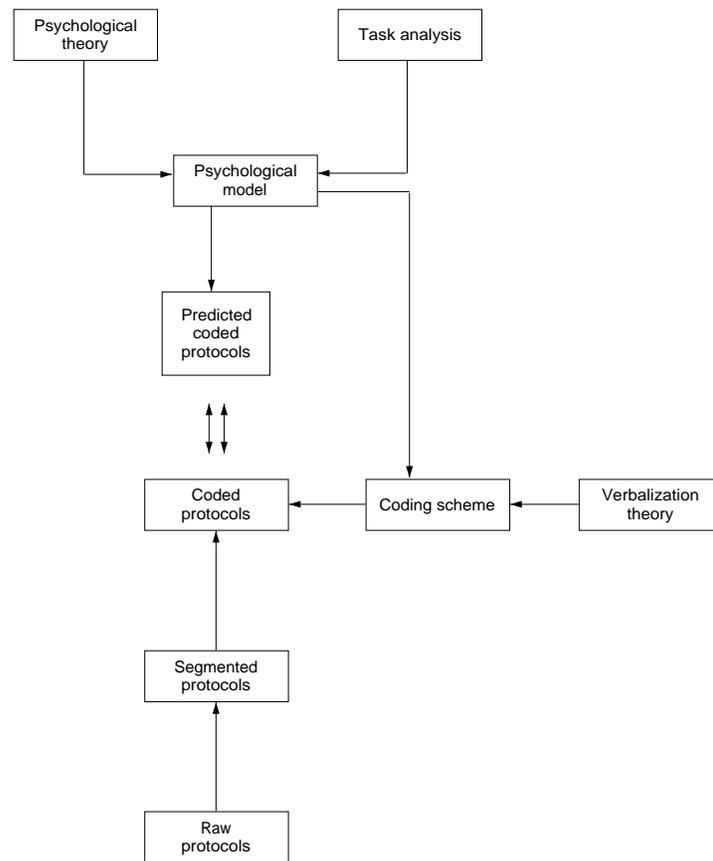 Psychological
theory
Task analysis
Psychological
model
Predicted
coded
protocols
Coded
protocols
Coding scheme
Verbalization
theory
Segmented
protocols
Raw
protocols